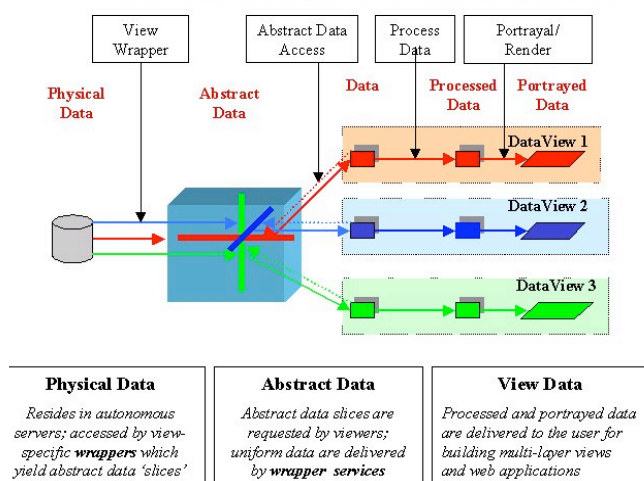 View
Wrapper
Abstract Data
Access
Process
Data
Portrayal/
Render
Physical
Data
Abstract
Data
Data
Processed
Data
Portrayed
Data
DataView 1
DataView 2
DataView 3
Physical Data
Resides in autonomous
servers; accessed by view-
specific wrappers which
yield abstract data ‘slices’
Abstract Data
Abstract data slices are
requested by viewers;
uniform data are delivered
by wrapper services
View Data
Processed and portrayed data
are delivered to the user for
building multi-layer views
and web applications